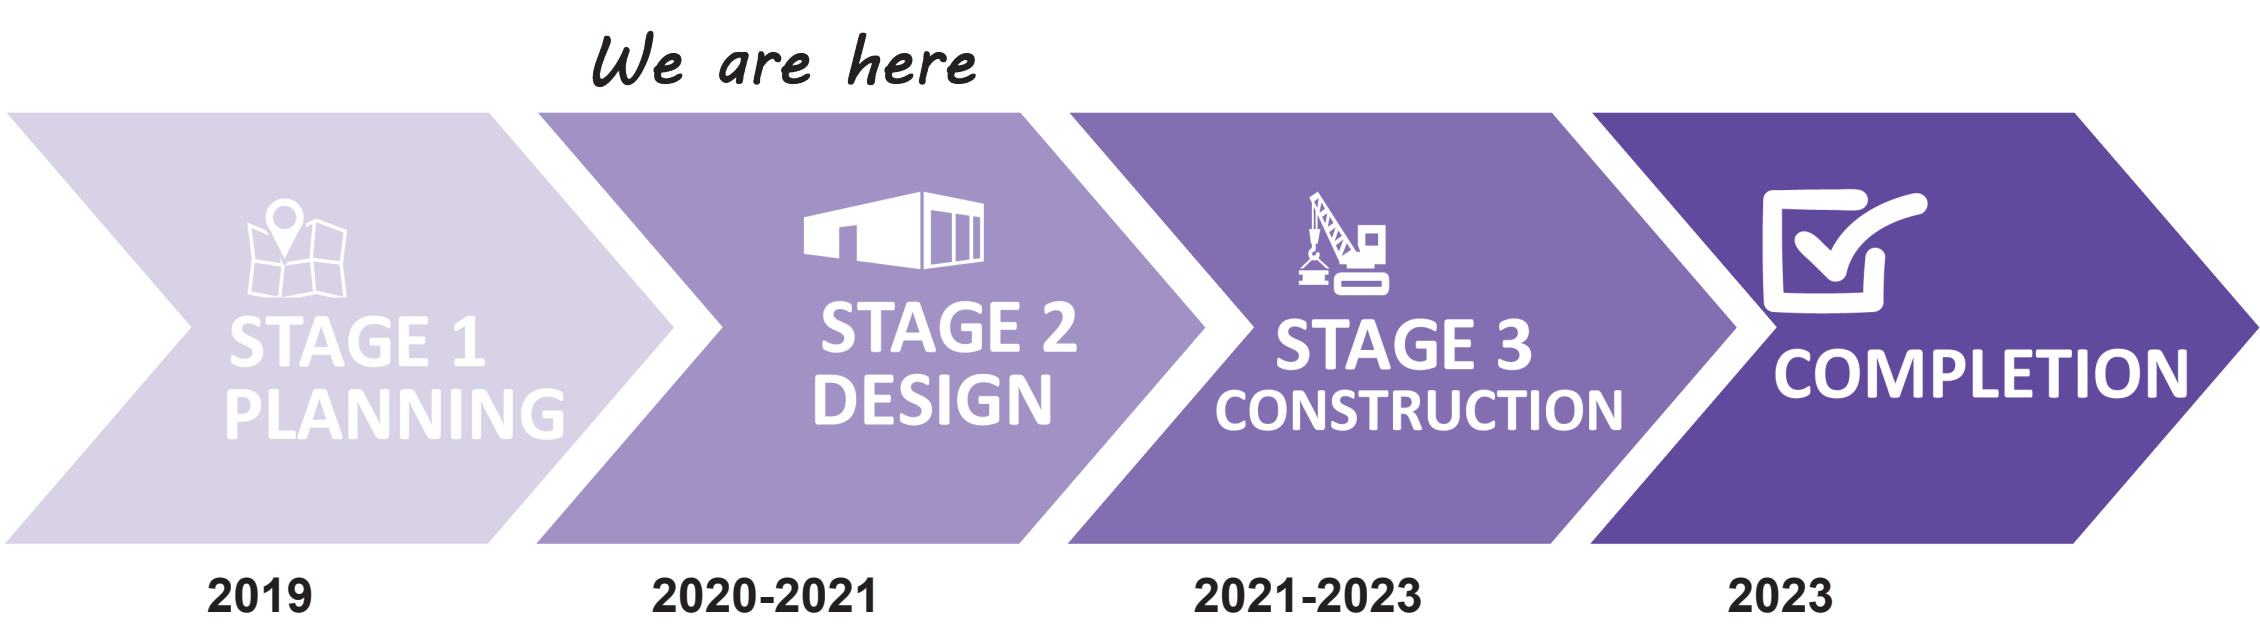 We are here
STAGE 1
PLANNING
STAGE 2
DESIGN
STAGE 3
CONSTRUCTION
COMPLETION
2019
2020-2021
2021-2023
2023